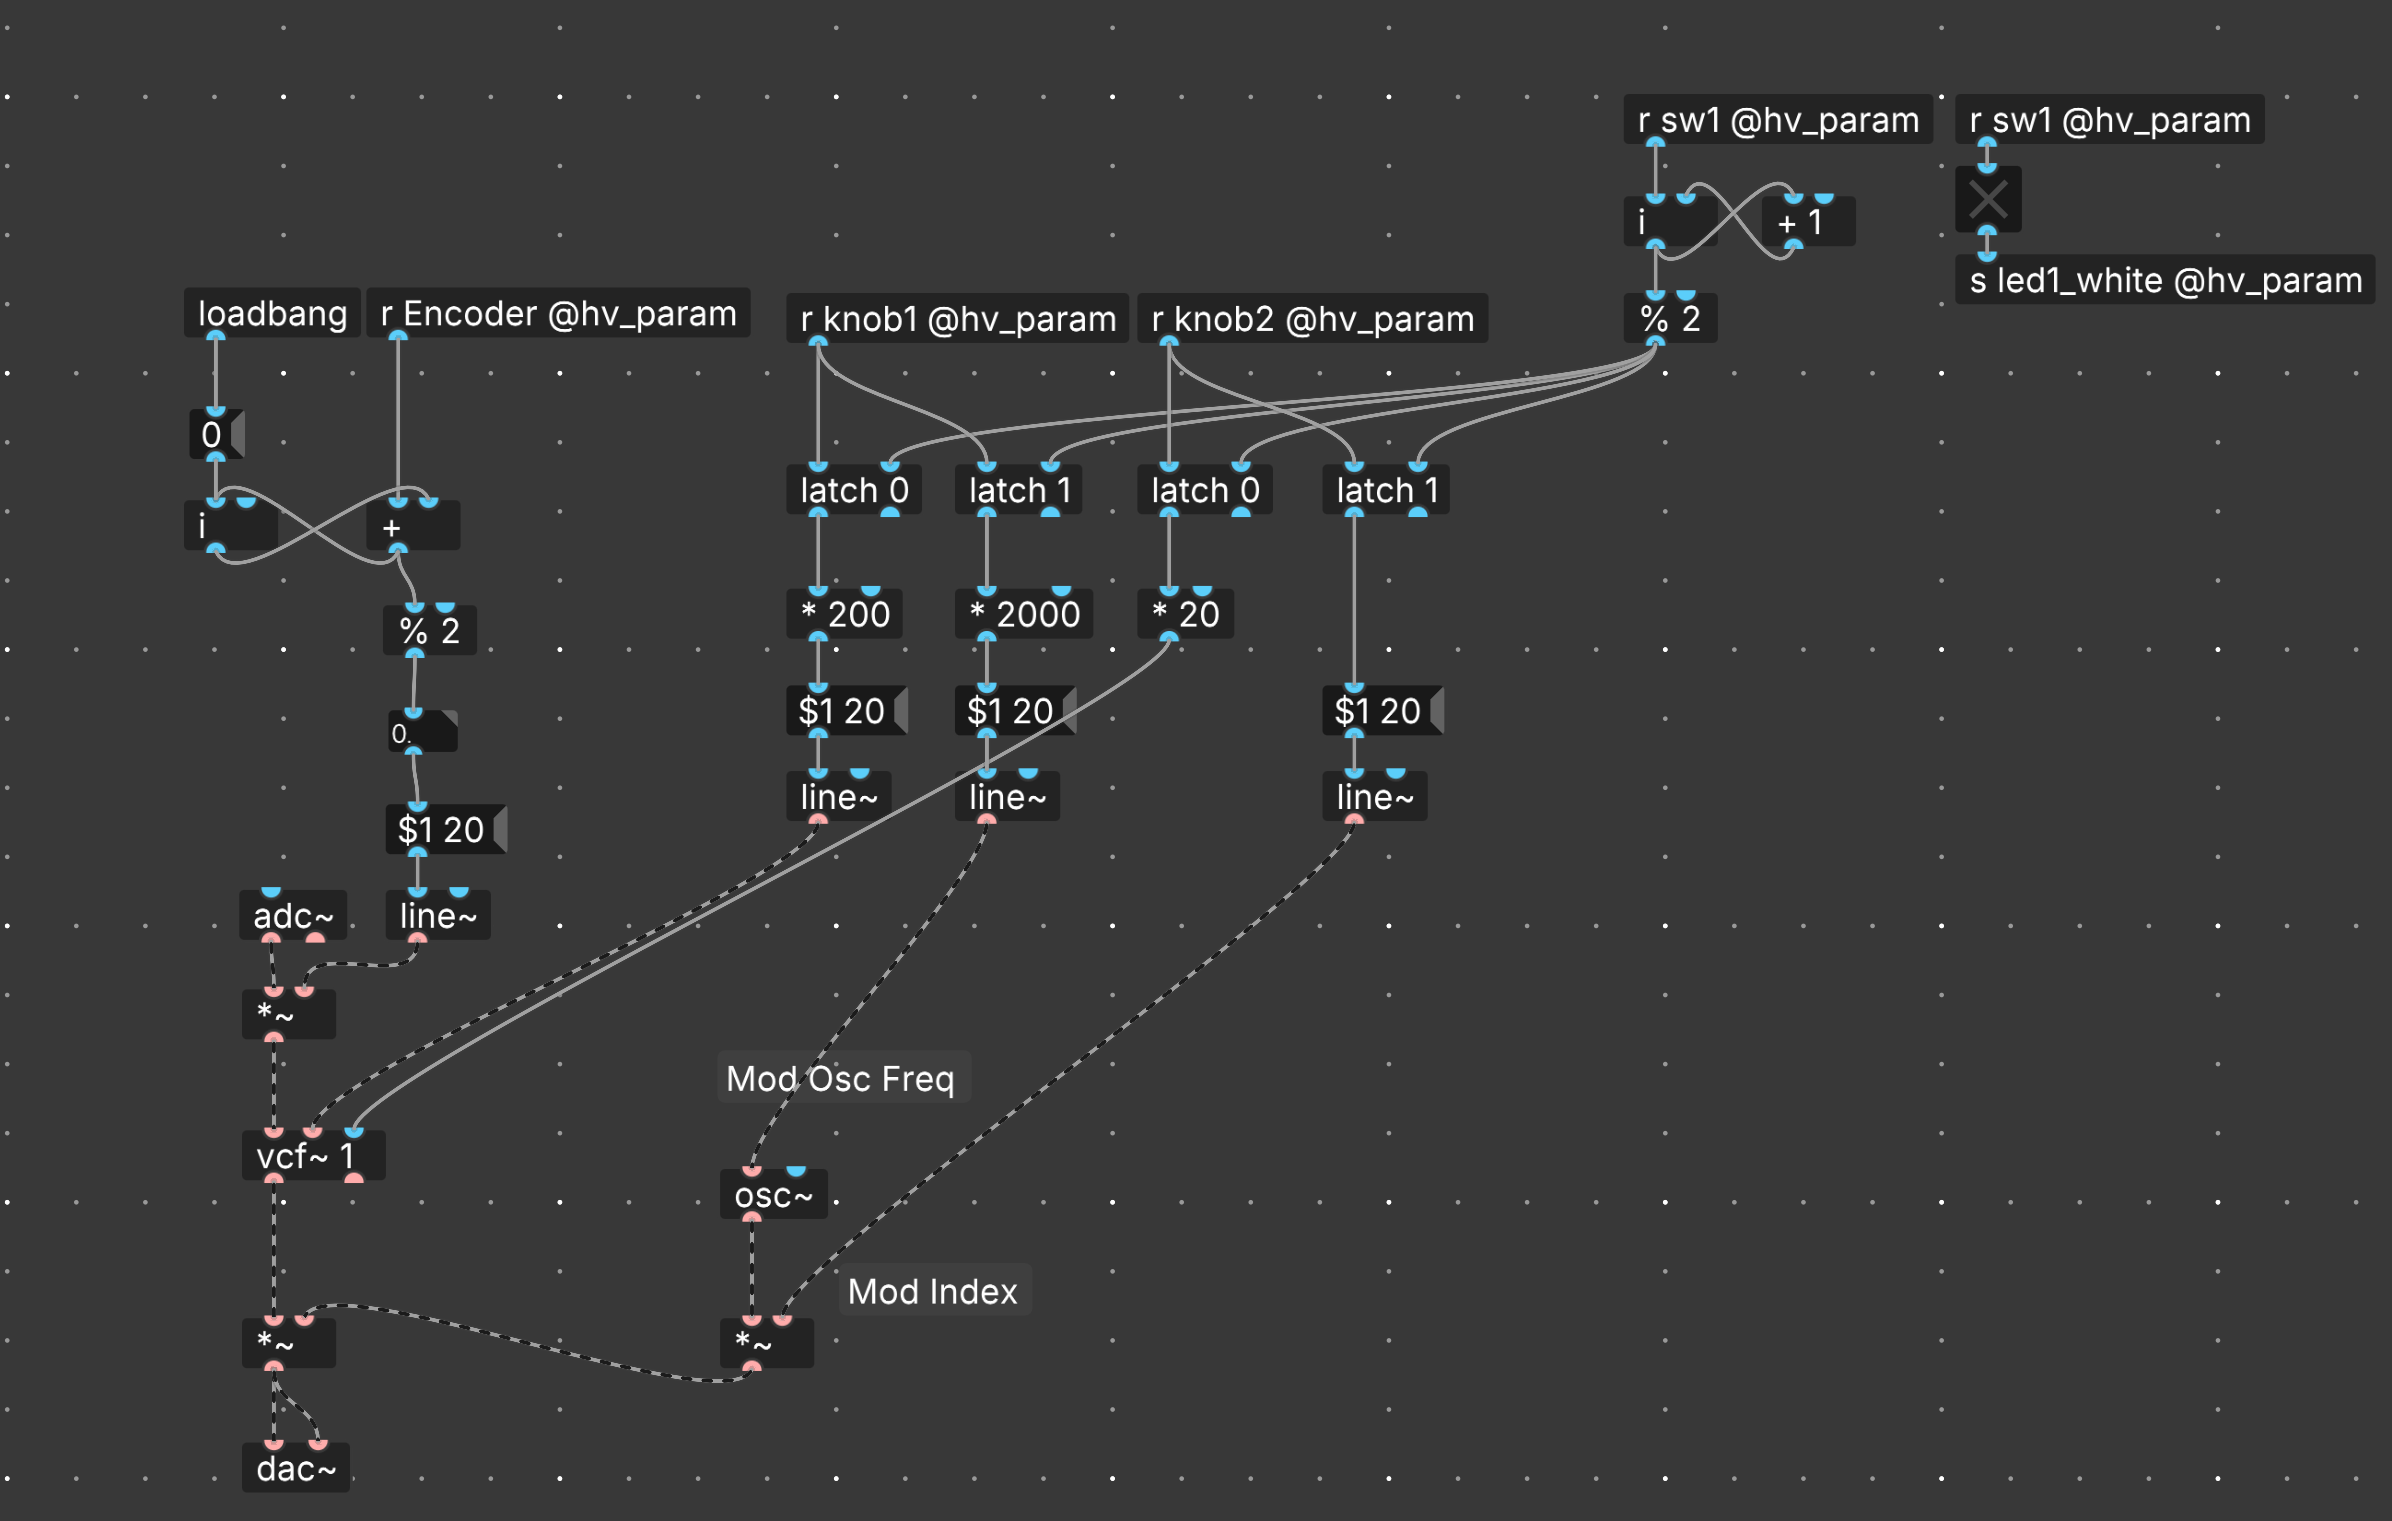 r sw1 @hv_param
r sw1 @hv_param
i
+ 1
s led1_white @hv_param
loadbang
r Encoder @hv_param
r knob1 @hv_param
r knob2 @hv_param
% 2
0
latch 0
latch 1
latch 0
latch 1
i
+
* 200
* 2000
* 20
% 2
$1 20
$1 20
$1 20
0.
line~
line~
line~
$1 20
adc~
line~
*~
Mod Osc Freq
vcf~ 1
osc~
Mod Index
*~
*~
dac~